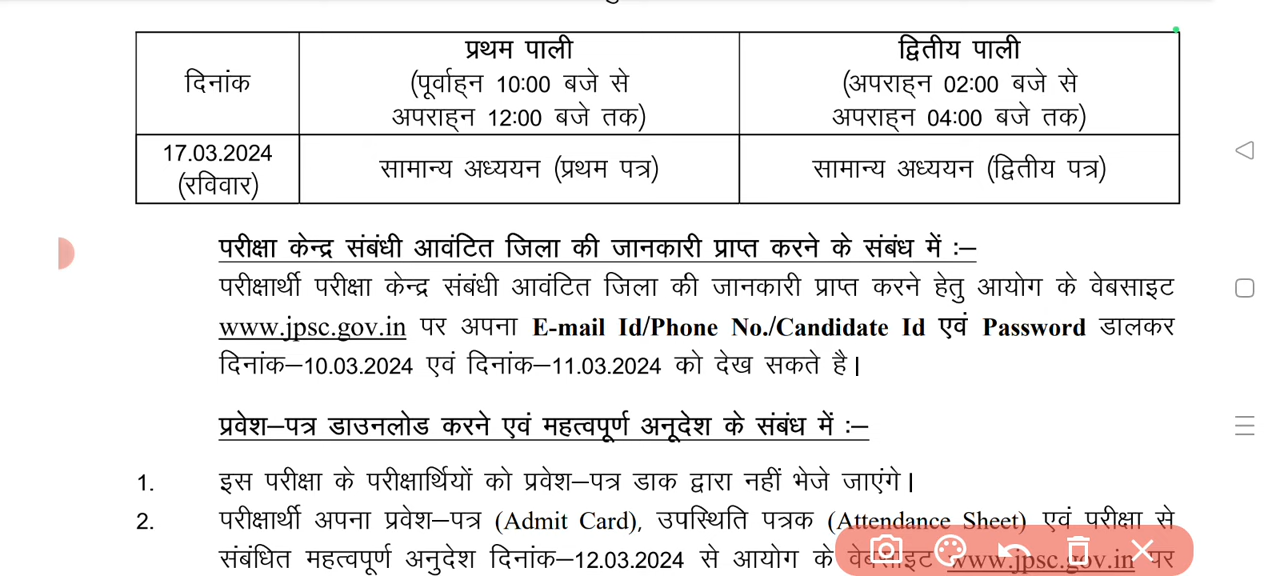 प्रथम पाली
द्वितीय पाली
दिनांक
(पूर्वाह्न 10:00 बजे से
(अपराह्न 02:00 बजे से
अपराह्न 12:00 बजे तक)
अपराह्न 04:00 बजे तक)
17.03.2024
(रविवार)
सामान्य अध्ययन (प्रथम पत्र)
सामान्य अध्ययन (द्वितीय पत्र)
परीक्षा केन्द्र संबंधी आवंटित जिला की जानकारी प्राप्त करने के संबंध में :–
परीक्षार्थी परीक्षा केन्द्र संबंधी आवंटित जिला की जानकारी प्राप्त करने हेतु आयोग के वेबसाइट
www.jpsc.gov.in पर अपना E-mail Id/Phone No./Candidate Id एवं Password डालकर
दिनांक–10.03.2024 एवं दिनांक–11.03.2024 को देख सकते है।
प्रवेश–पत्र डाउनलोड करने एवं महत्वपूर्ण अनूदेश के संबंध में :–
1. इस परीक्षा के परीक्षार्थियों को प्रवेश–पत्र डाक द्वारा नहीं भेजे जाएंगे।
2. परीक्षार्थी अपना प्रवेश–पत्र (Admit Card), उपस्थिति पत्रक (Attendance Sheet) एवं परीक्षा से
संबंधित महत्वपूर्ण अनुदेश दिनांक–12.03.2024 से आयोग के वेबसाइट www.jpsc.gov.in पर